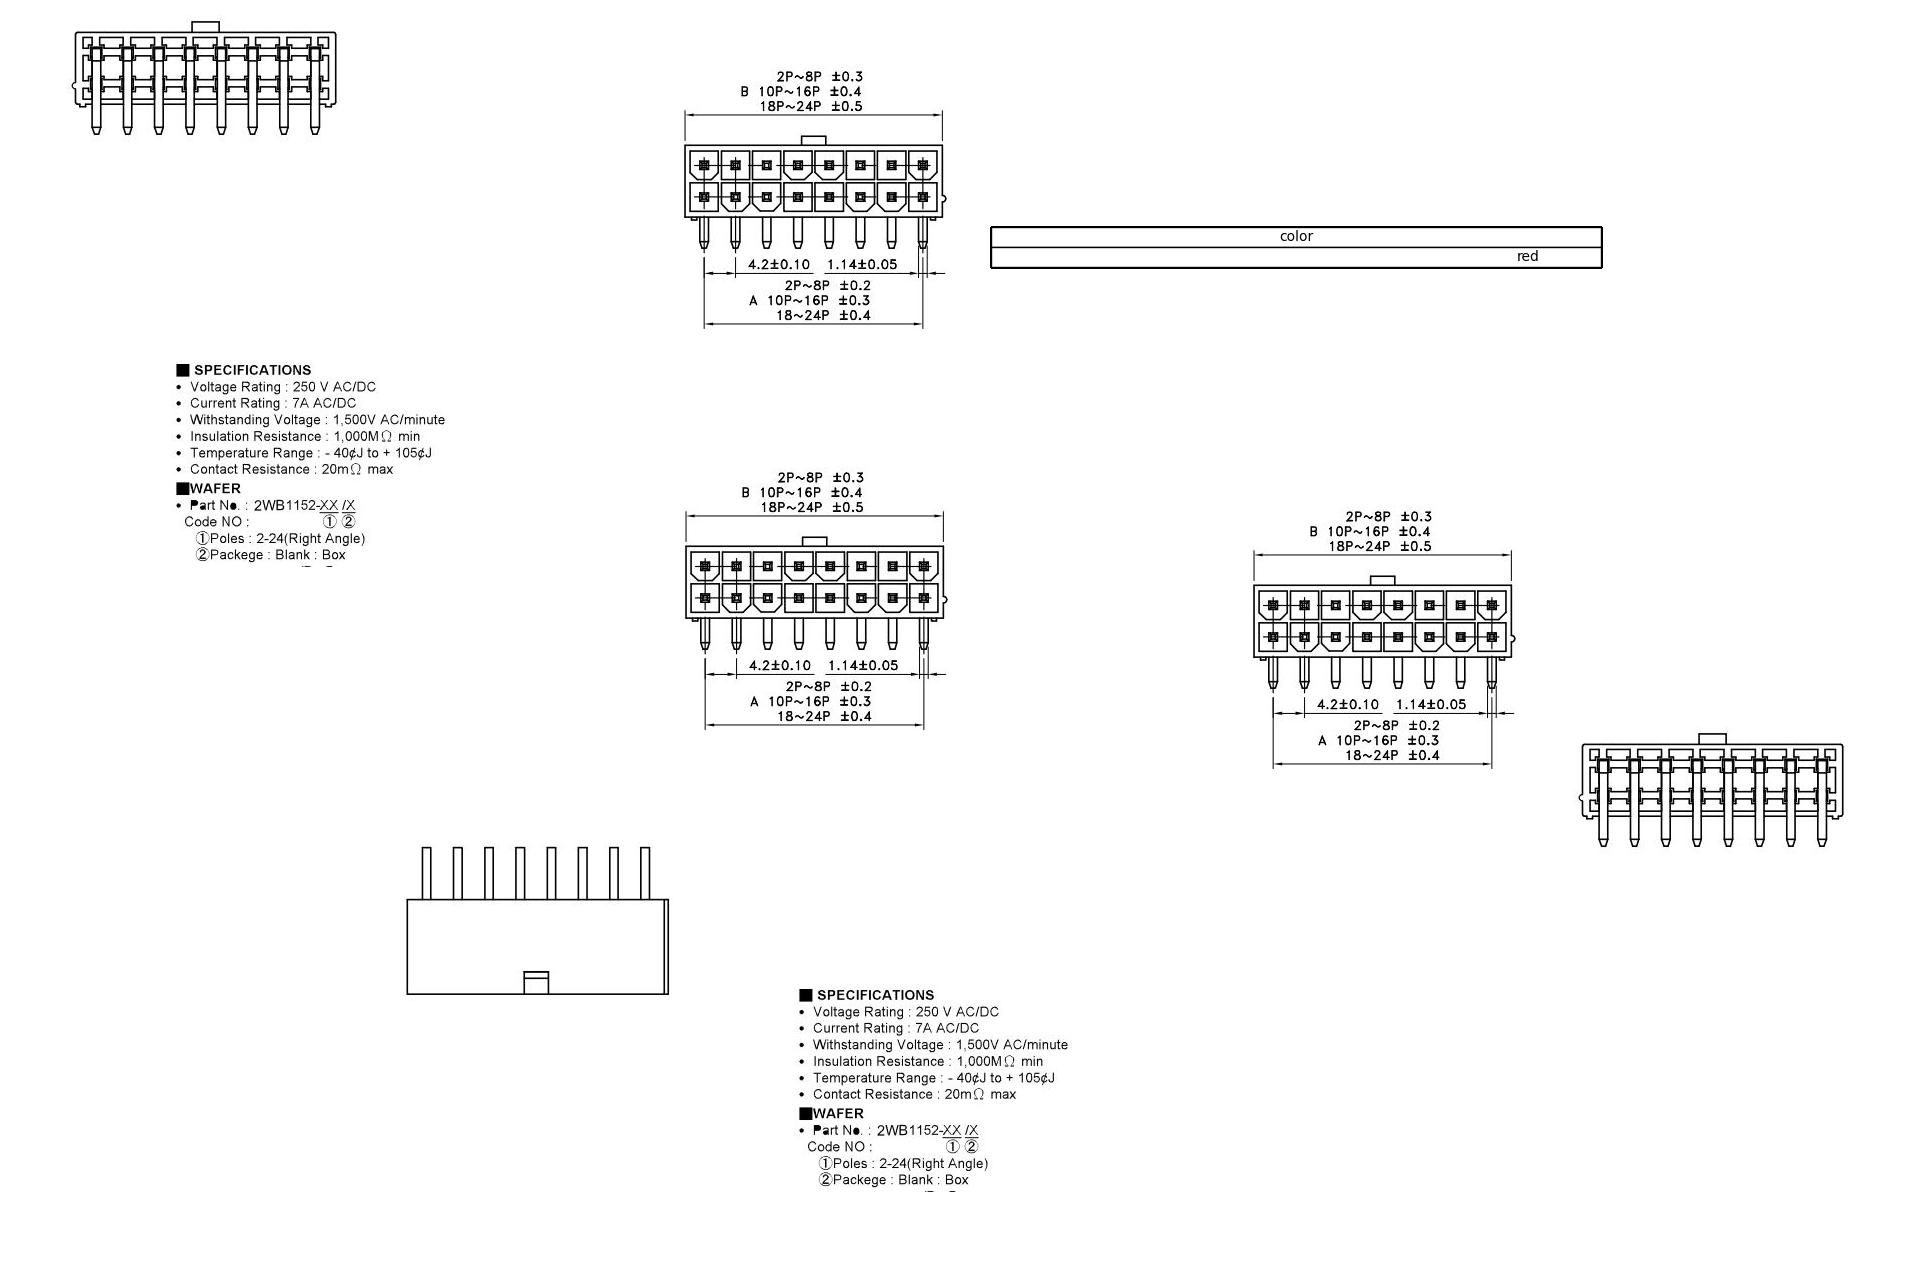 2P~8P ±0.3
B 10P~16P ±0.4
18P~24P ±0.5
4.2±0.10 1.14±0.05
2P~8P ±0.2
A 10P~16P ±0.3
18~24P ±0.4
color
red
■ SPECIFICATIONS
• Voltage Rating : 250 V AC/DC
• Current Rating : 7A AC/DC
• Withstanding Voltage : 1,500V AC/minute
• Insulation Resistance : 1,000MΩ min
• Temperature Range : - 40¢J to + 105¢J
• Contact Resistance : 20mΩ max
■WAFER
• Part No. : 2WB1152-XX /X
Code NO : ① ②
①Poles : 2-24(Right Angle)
②Packege : Blank : Box
2P~8P ±0.3
B 10P~16P ±0.4
18P~24P ±0.5
4.2±0.10 1.14±0.05
2P~8P ±0.2
A 10P~16P ±0.3
18~24P ±0.4
2P~8P ±0.3
B 10P~16P ±0.4
18P~24P ±0.5
4.2±0.10 1.14±0.05
2P~8P ±0.2
A 10P~16P ±0.3
18~24P ±0.4
■ SPECIFICATIONS
• Voltage Rating : 250 V AC/DC
• Current Rating : 7A AC/DC
• Withstanding Voltage : 1,500V AC/minute
• Insulation Resistance : 1,000MΩ min
• Temperature Range : - 40¢J to + 105¢J
• Contact Resistance : 20mΩ max
■WAFER
• Part No. : 2WB1152-XX /X
Code NO : ① ②
①Poles : 2-24(Right Angle)
②Packege : Blank : Box